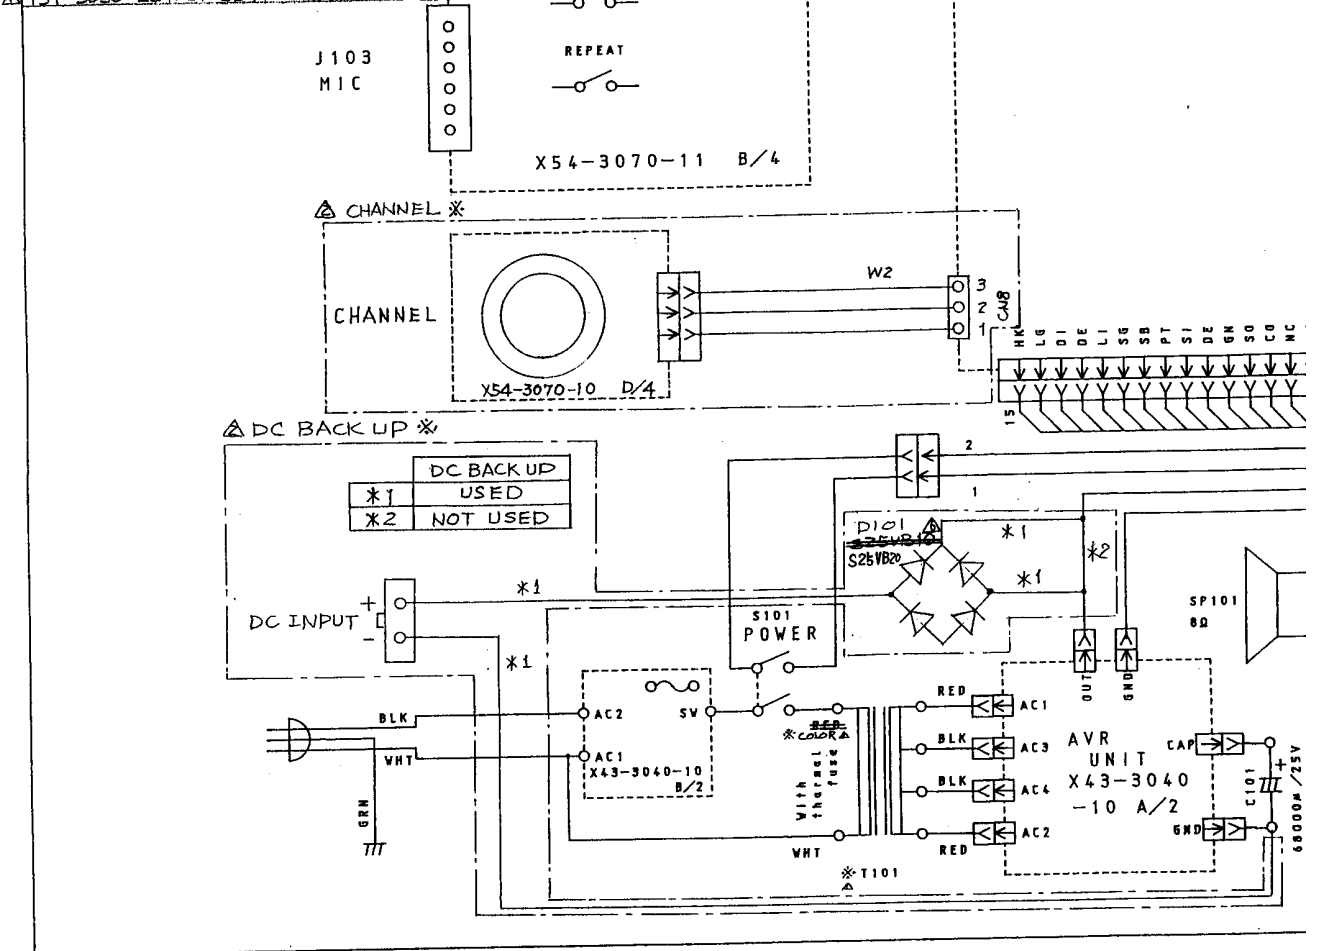 J103
MIC
REPEAT
X54-3070-11 B/4
2 CHANNEL ※
CHANNEL
W2
3
2
1
CN8
X54-3070-10 D/4
HK LG DI DE LI SG SB PT SI DE GN SO CO NC
15
2 DC BACK UP ※
DC BACK UP
*1 USED
*2 NOT USED
2
1
D101
S25VB10
S25VB20
*1
*2
*1
*1
DC INPUT
+
-
*1
S101
POWER
SP101
8Ω
OUT
GND
BLK
AC2
SW
WHT
AC1
X43-3040-10
B/2
GRN
RED
※ COLOR
With
tharmal
fuse
WHT
※ T101
RED
AC1
BLK
AC3
BLK
AC4
RED
AC2
AVR
UNIT
X43-3040
-10 A/2
CAP
GND
C101
+
68000μ/25V